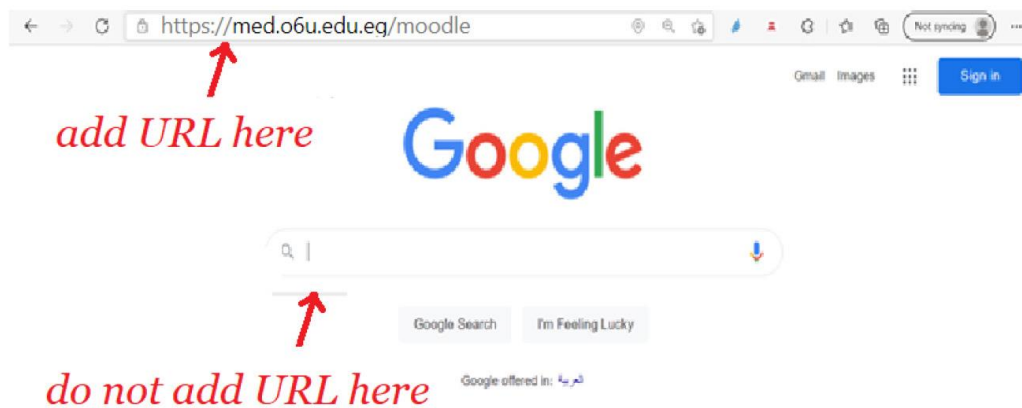 https://med.o6u.edu.eg/moodle
Not syncing
Gmail Images
Sign in
add URL here
Google
Google Search I'm Feeling Lucky
do not add URL here
Google offered in: العربية